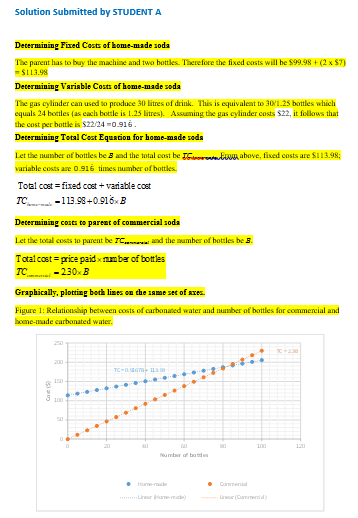 Solution Submitted by STUDENT A
Determining Fixed Costs of home-made soda
The parent has to buy the machine and two bottles. Therefore the fixed costs will be $99.98 + (2 x $7)
= $113.98
Determining Variable Costs of home-made soda
The gas cylinder can used to produce 30 litres of drink. This is equivalent to 30/1.25 bottles which
equals 24 bottles (as each bottle is 1.25 litres). Assuming the gas cylinder costs $22, it follows that
the cost per bottle is $22/24 = 0.916 .
Determining Total Cost Equation for home-made soda
Let the number of bottles be B and the total be cost be TC From above, fixed costs are $113.98;
variable costs are 0.916 times number of bottles.
Total cost = fixed cost + variable cost
TC home-made = 113.98+0.916× B
Determining costs to parent of commercial soda
Let the total costs to parent be TC commercial and the number of bottles be B.
Total cost = price paid × number of bottles
TC commercial = 2.30× B
Graphically, plotting both lines on the same set of axes.
Figure 1: Relationship between costs of carbonated water and number of bottles for commercial and
home-made carbonated water.
250
200
150
100
50
0
Cost ($)
0 20 40 60 80 100 120
Number of bottles
Home-made Commercial
Linear (Home-made) Linear (Commercial)